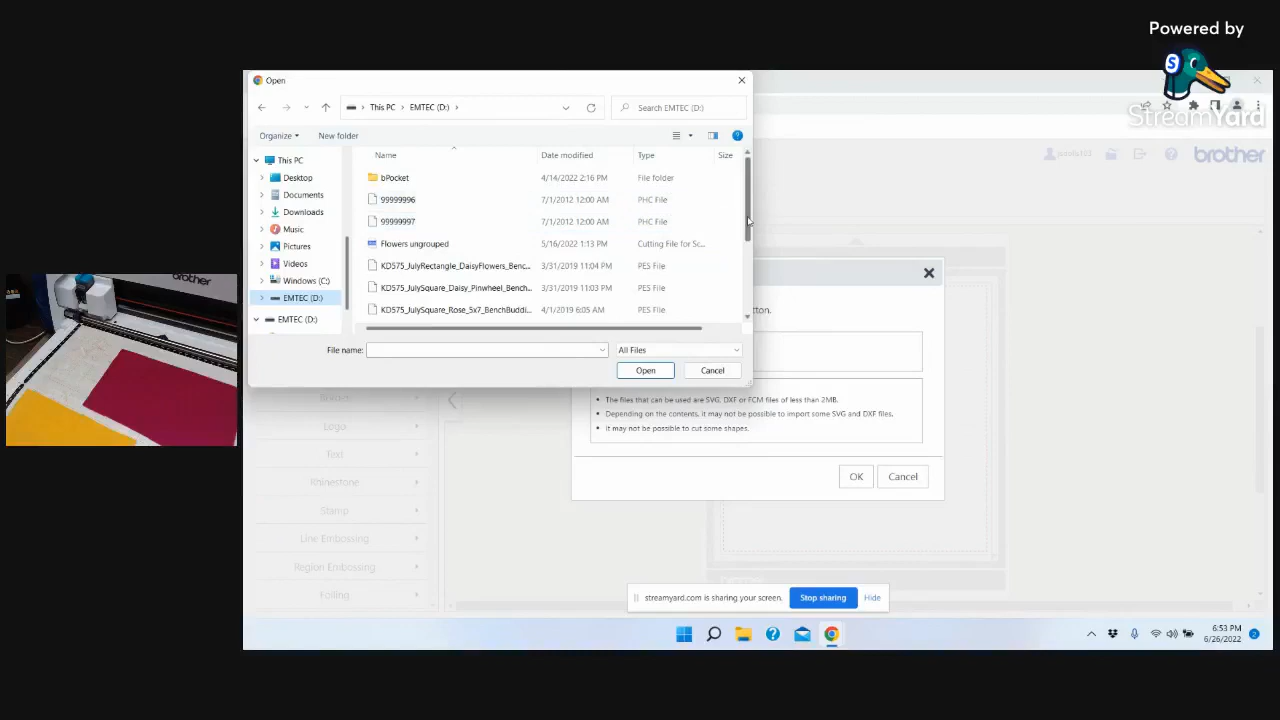 Powered by
StreamYard
Open
This PC
EMTEC (D:)
Search EMTEC (D:)
Organize
New folder
Name
Date modified
Type
Size
This PC
Desktop
Documents
Downloads
Music
Pictures
Videos
Windows (C:)
EMTEC (D:)
EMTEC (D:)
bPocket 4/14/2022 2:16 PM File folder
99999996 7/1/2012 12:00 AM PHC File
99999997 7/1/2012 12:00 AM PHC File
Flowers ungrouped 5/16/2022 1:13 PM Cutting File for Sc...
KD575_JulyRectangle_DaisyFlowers_Benc... 3/31/2019 11:04 PM PES File
KD575_JulySquare_Daisy_Pinwheel_Bench... 3/31/2019 11:03 PM PES File
KD575_JulySquare_Rose_5x7_BenchBuddi... 4/1/2019 6:05 AM PES File
File name:
All Files
Open
Cancel
brother
brother
ton.
• The files that can be used are SVG, DXF or FCM files of less than 2MB.
• Depending on the contents, it may not be possible to import some SVG and DXF files.
• It may not be possible to cut some shapes.
OK
Cancel
Logo
Text
Rhinestone
Stamp
Line Embossing
Region Embossing
Foiling
streamyard.com is sharing your screen.
Stop sharing
Hide
6:53 PM
6/26/2022
2